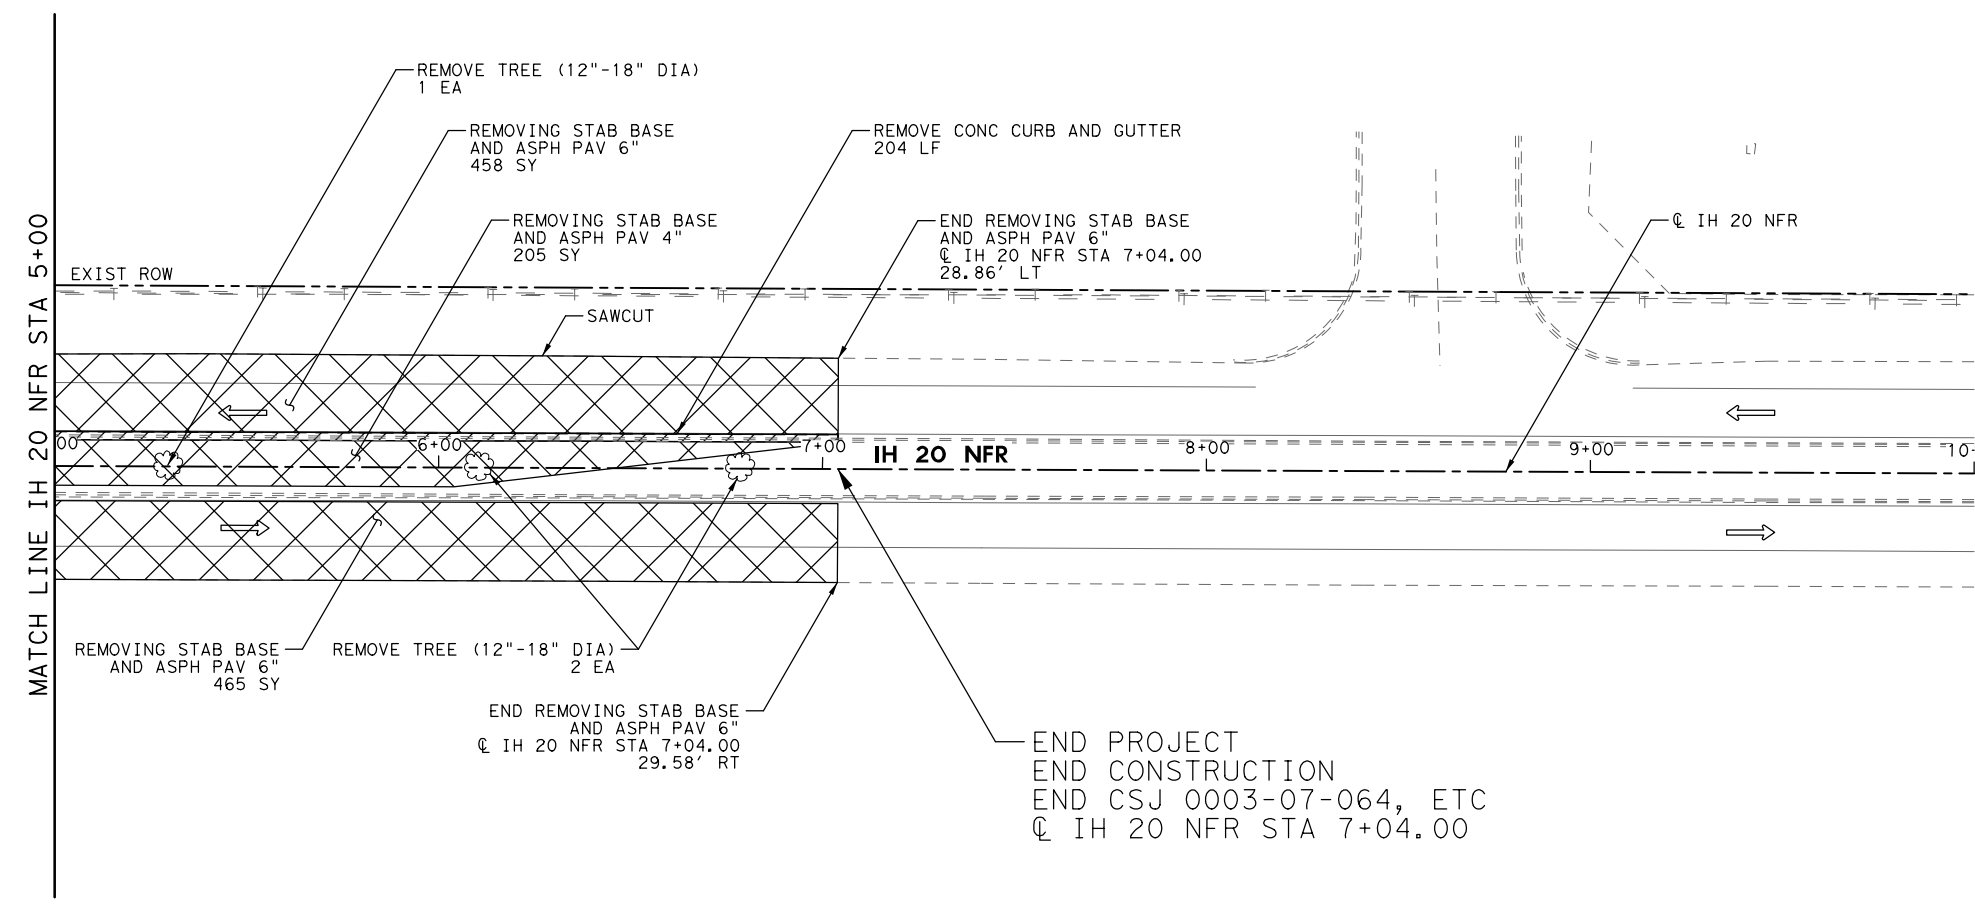 REMOVE TREE (12"-18" DIA)
1 EA
REMOVING STAB BASE
AND ASPH PAV 6"
458 SY
REMOVE CONC CURB AND GUTTER
204 LF
REMOVING STAB BASE
AND ASPH PAV 4"
205 SY
END REMOVING STAB BASE
AND ASPH PAV 6"
℄ IH 20 NFR STA 7+04.00
28.86' LT
℄ IH 20 NFR
MATCH LINE IH 20 NFR STA 5+00
EXIST ROW
SAWCUT
00
6+00
7+00
IH 20 NFR
8+00
9+00
10+
REMOVING STAB BASE
AND ASPH PAV 6"
465 SY
REMOVE TREE (12"-18" DIA)
2 EA
END REMOVING STAB BASE
AND ASPH PAV 6"
℄ IH 20 NFR STA 7+04.00
29.58' RT
END PROJECT
END CONSTRUCTION
END CSJ 0003-07-064, ETC
℄ IH 20 NFR STA 7+04.00